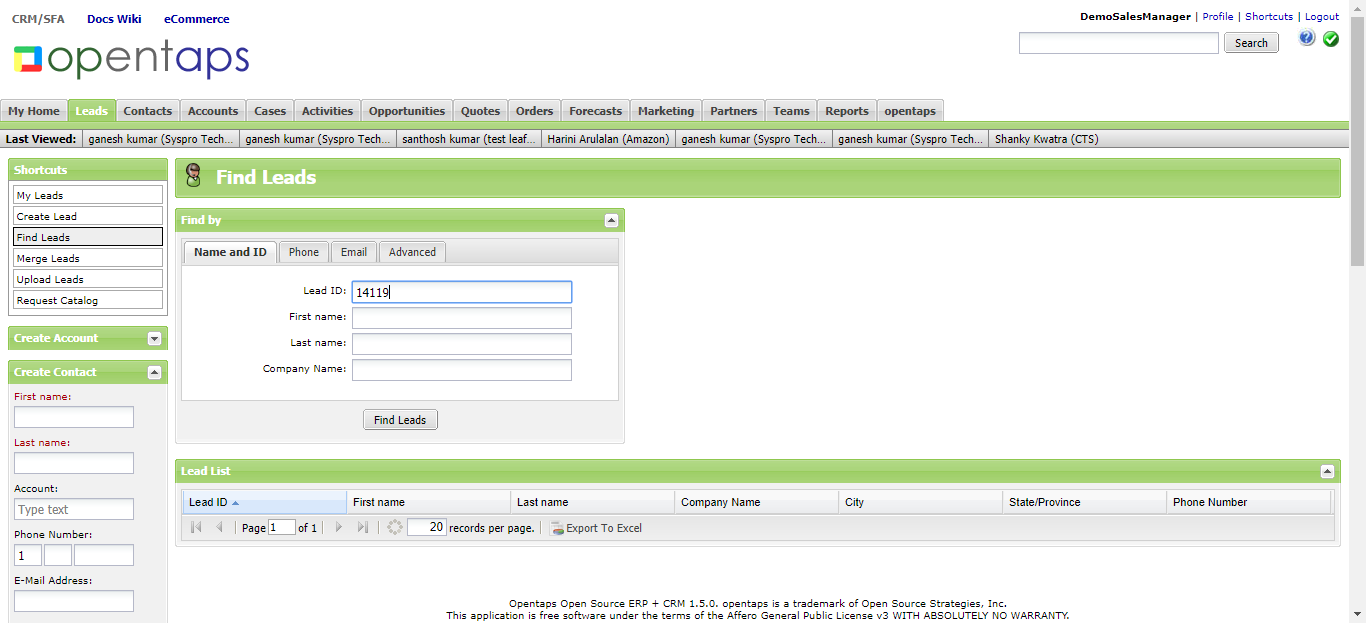 CRM/SFA Docs Wiki eCommerce
DemoSalesManager | Profile | Shortcuts | Logout
opentaps
Search
My Home Leads Contacts Accounts Cases Activities Opportunities Quotes Orders Forecasts Marketing Partners Teams Reports opentaps
Last Viewed: ganesh kumar (Syspro Tech... ganesh kumar (Syspro Tech... santhosh kumar (test leaf... Harini Arulalan (Amazon) ganesh kumar (Syspro Tech... ganesh kumar (Syspro Tech... Shanky Kwatra (CTS)
Shortcuts
My Leads
Create Lead
Find Leads
Merge Leads
Upload Leads
Request Catalog
Create Account
Create Contact
First name:
Last name:
Account:
Type text
Phone Number:
1
E-Mail Address:
Find Leads
Find by
Name and ID Phone Email Advanced
Lead ID: 14119
First name:
Last name:
Company Name:
Find Leads
Lead List
Lead ID First name Last name Company Name City State/Province Phone Number
Page 1 of 1 20 records per page. Export To Excel
Opentaps Open Source ERP + CRM 1.5.0. opentaps is a trademark of Open Source Strategies, Inc.
This application is free software under the terms of the Affero General Public License v3 WITH ABSOLUTELY NO WARRANTY.